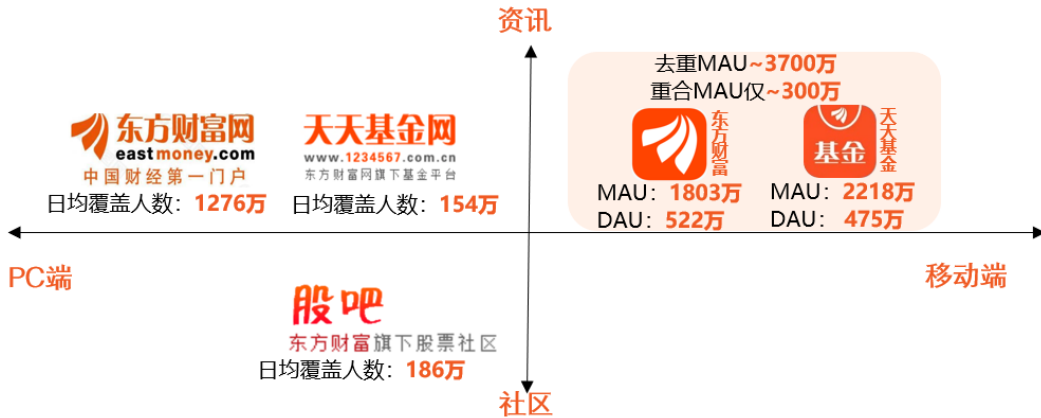 资讯
去重MAU~3700万
重合MAU仅~300万
东方财富网
eastmoney.com
中国财经第一门户
日均覆盖人数：1276万
天天基金网
www.1234567.com.cn
东方财富网旗下基金平台
日均覆盖人数：154万
东方财富
MAU：1803万
DAU：522万
基金
天天基金
MAU：2218万
DAU：475万
PC端
移动端
股吧
东方财富旗下股票社区
日均覆盖人数：186万
社区